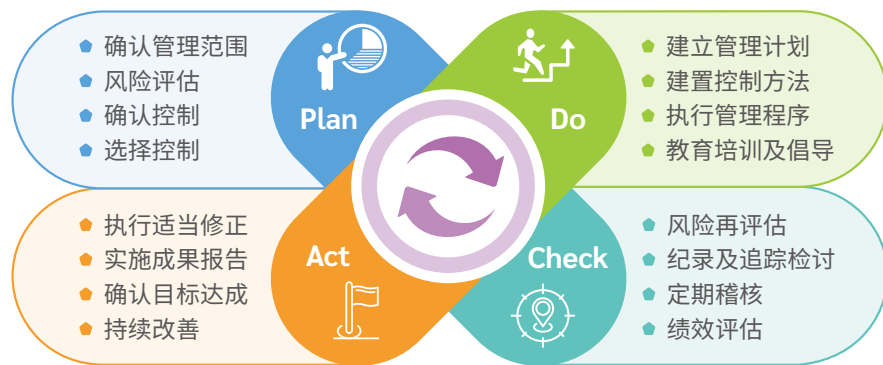 确认管理范围
风险评估
确认控制
选择控制
Plan
Do
建立管理计划
建置控制方法
执行管理程序
教育培训及倡导
执行适当修正
实施成果报告
确认目标达成
持续改善
Act
Check
风险再评估
纪录及追踪检讨
定期稽核
绩效评估